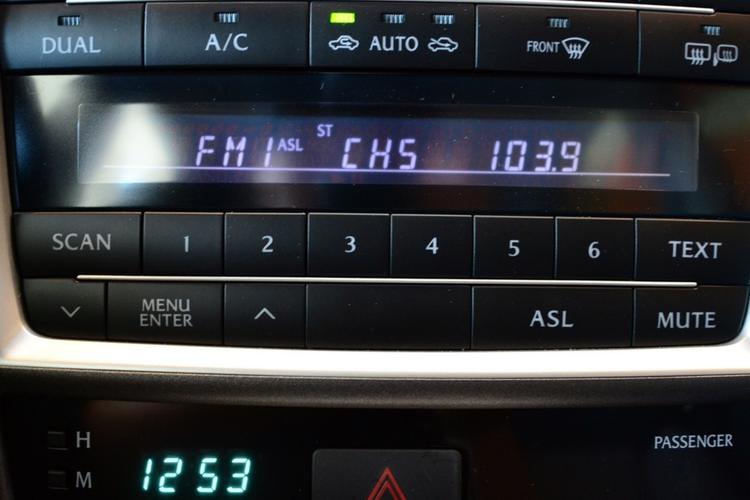 DUAL A/C AUTO FRONT
FM1 ASL ST CH5 103.9
SCAN 1 2 3 4 5 6 TEXT
MENU ENTER ASL MUTE
H PASSENGER
M 12 53